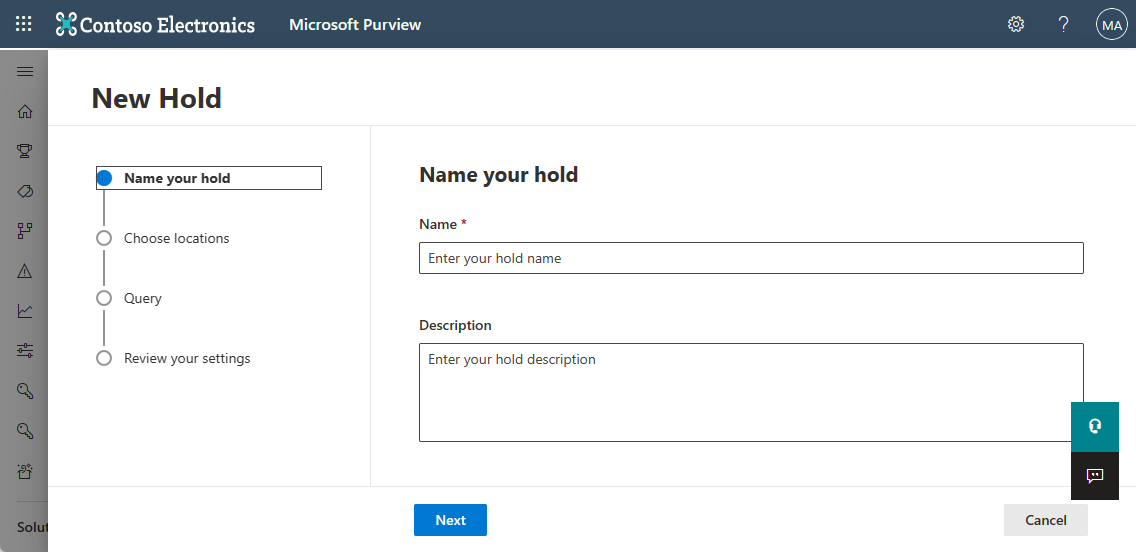 Contoso Electronics
Microsoft Purview
?
MA
New Hold
Name your hold
Choose locations
Query
Review your settings
Name your hold
Name *
Enter your hold name
Description
Enter your hold description
Next
Cancel
Solut